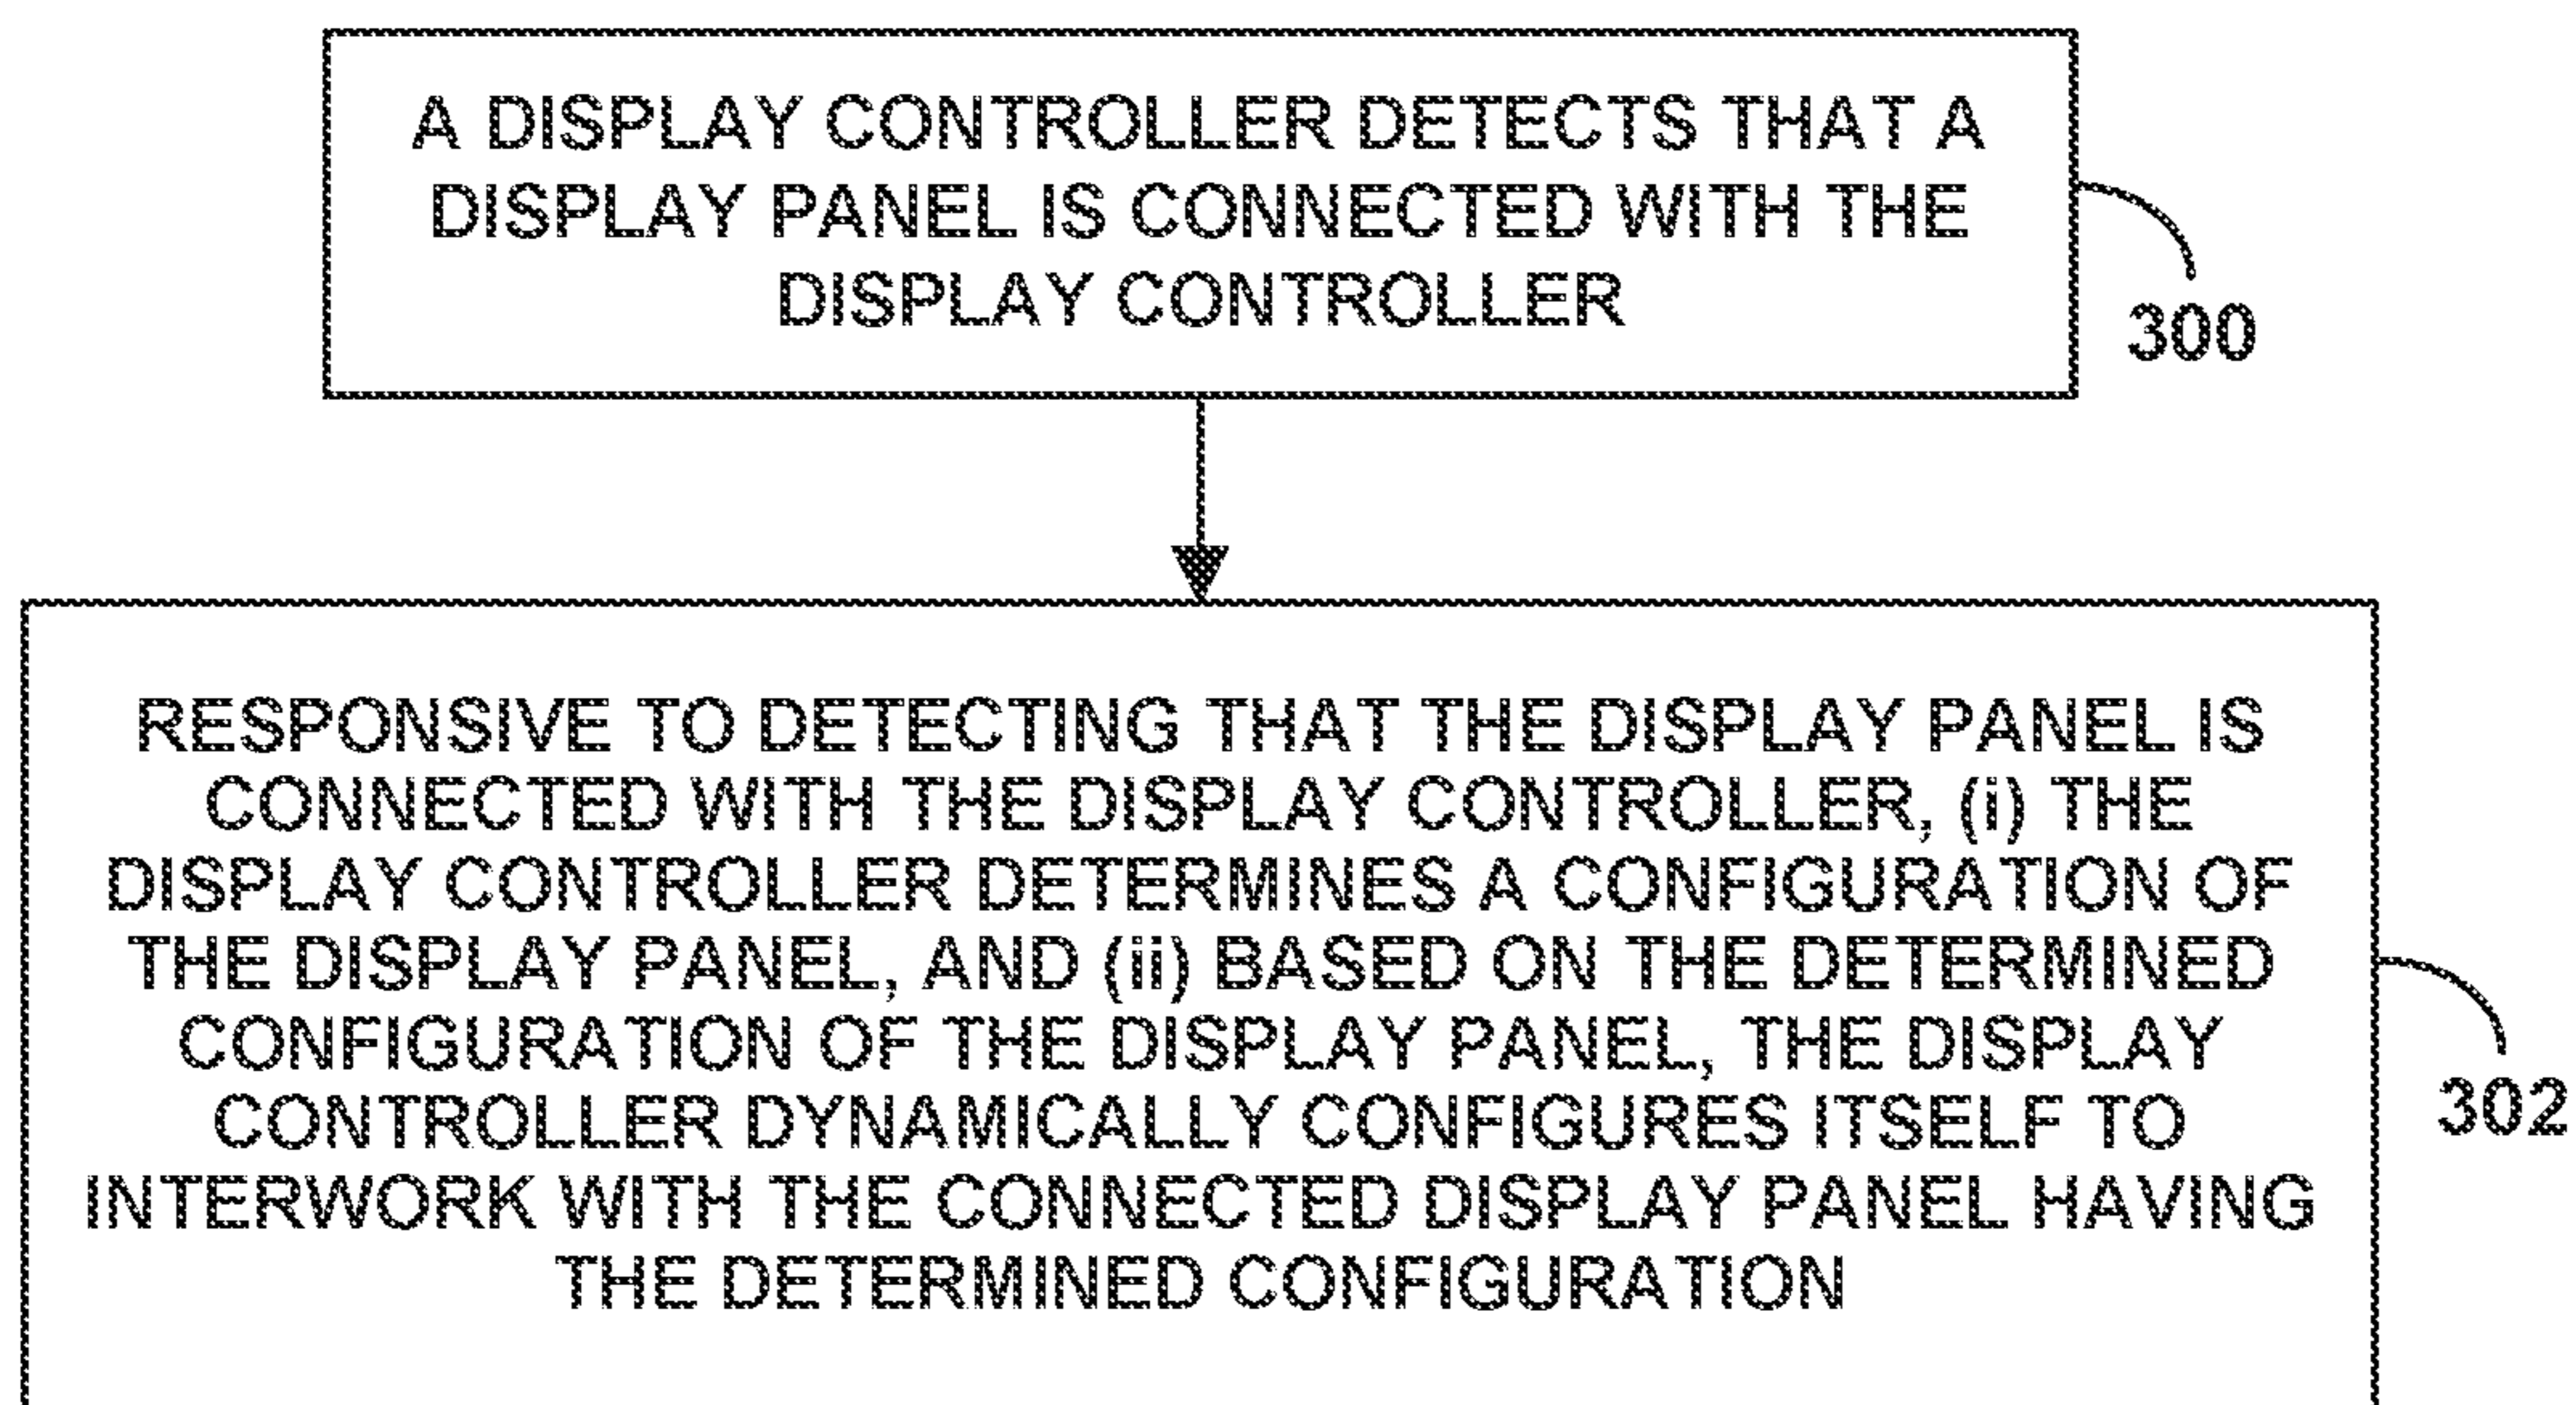 A DISPLAY CONTROLLER DETECTS THAT A
DISPLAY PANEL IS CONNECTED WITH THE
DISPLAY CONTROLLER
300
RESPONSIVE TO DETECTING THAT THE DISPLAY PANEL IS
CONNECTED WITH THE DISPLAY CONTROLLER, (i) THE
DISPLAY CONTROLLER DETERMINES A CONFIGURATION OF
THE DISPLAY PANEL, AND (ii) BASED ON THE DETERMINED
CONFIGURATION OF THE DISPLAY PANEL, THE DISPLAY
CONTROLLER DYNAMICALLY CONFIGURES ITSELF TO
INTERWORK WITH THE CONNECTED DISPLAY PANEL HAVING
THE DETERMINED CONFIGURATION
302